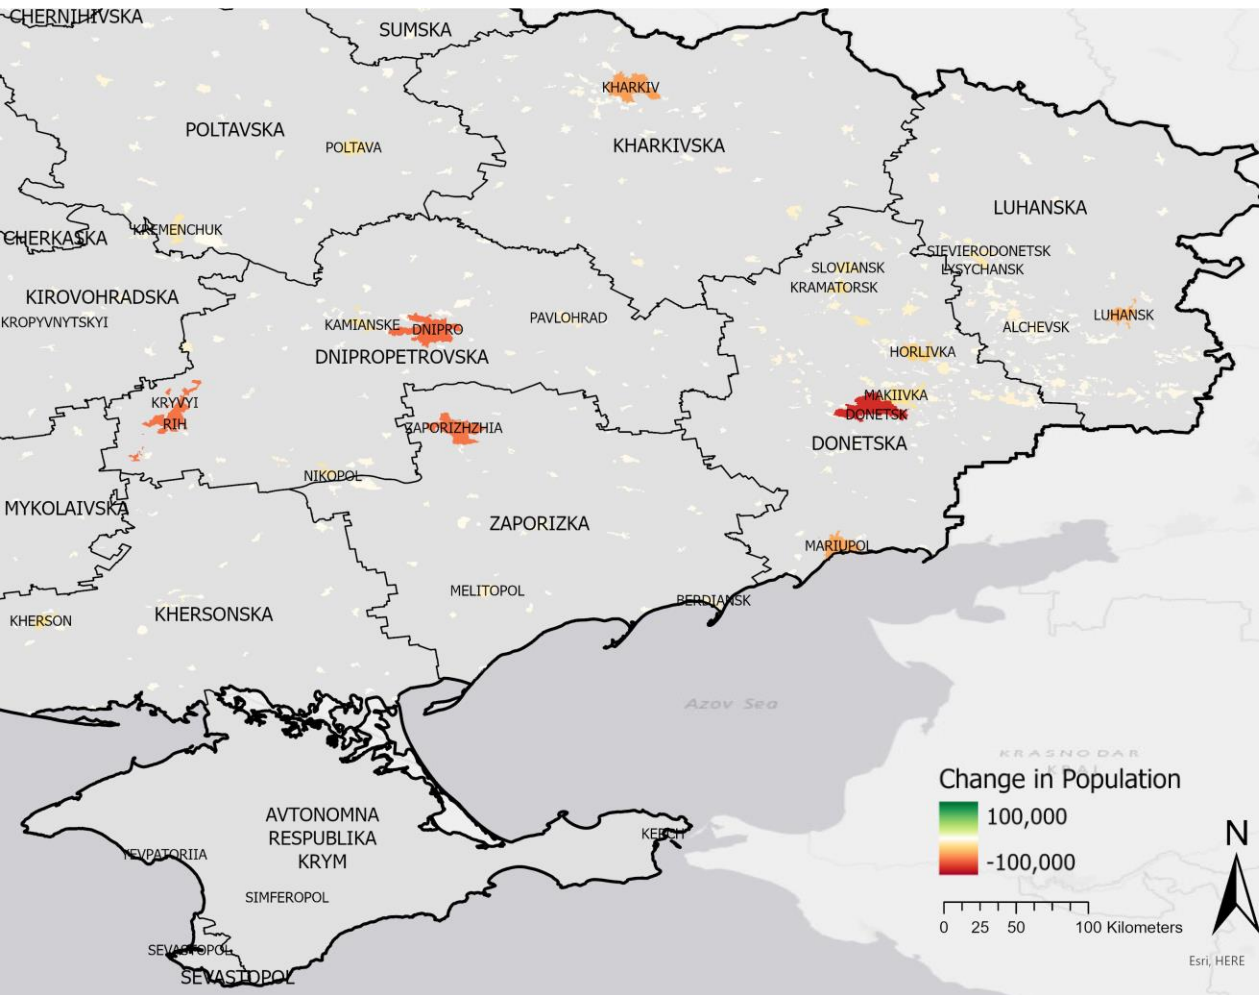 CHERNIHIVSKA
SUMSKA
KHARKIV
POLTAVSKA
POLTAVA
KHARKIVSKA
LUHANSKA
KREMENCHUK
CHERKASKA
SIEVIERODONETSK
LYSYCHANSK
SLOVIANSK
KRAMATORSK
KIROVOHRADSKA
KROPYVNYTSKYI
KAMIANSKE
DNIPRO
PAVLOHRAD
LUHANSK
ALCHEVSK
DNIPROPETROVSKA
HORLIVKA
KRYVYI
RIH
MAKIIVKA
DONETSK
ZAPORIZHZHIA
DONETSKA
NIKOPOL
MYKOLAIVSKA
ZAPORIZKA
MARIUPOL
MELITOPOL
BERDIANSK
KHERSON
KHERSONSKA
Azov Sea
KRASNODAR
KRAI
Change in Population
100,000
-100,000
AVTONOMNA
RESPUBLIKA
KRYM
KERCH
YEVPATORIIA
SIMFEROPOL
SEVASTOPOL
SEVASTOPOL
N
0 25 50 100 Kilometers
Esri, HERE